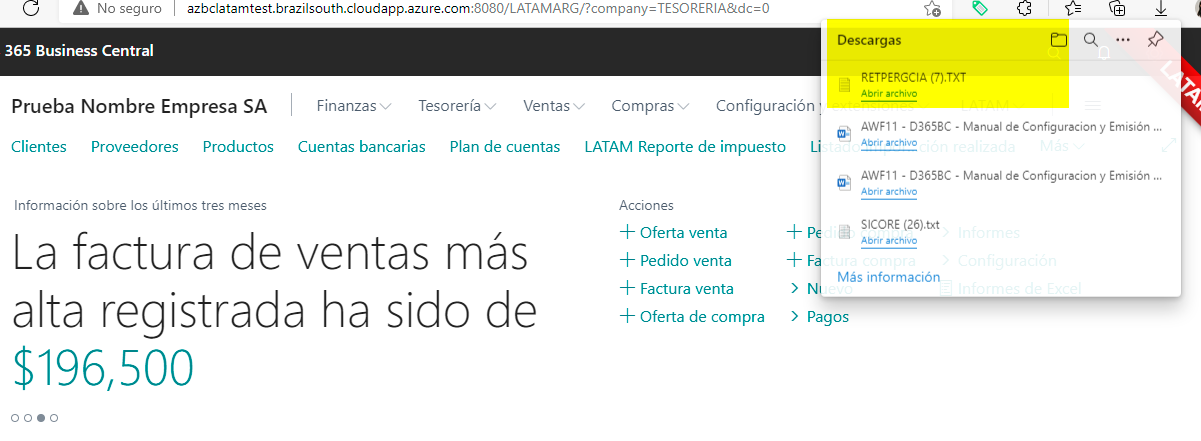 No seguro
azbclatamtest.brazilsouth.cloudapp.azure.com:8080/LATAMARG/?company=TESORERIA&dc=0
365 Business Central
Prueba Nombre Empresa SA
Finanzas
Tesorería
Ventas
Compras
Configuración y extensiones
LATAM
Clientes
Proveedores
Productos
Cuentas bancarias
Plan de cuentas
LATAM Reporte de impuesto
Más
Descargas
RETPERGCIA (7).TXT
Abrir archivo
AWF11 - D365BC - Manual de Configuracion y Emisión ...
Abrir archivo
AWF11 - D365BC - Manual de Configuracion y Emisión ...
Abrir archivo
SICORE (26).txt
Abrir archivo
Más información
Información sobre los últimos tres meses
La factura de ventas más
alta registrada ha sido de
$196,500
Acciones
Oferta venta
Pedido venta
Factura venta
Oferta de compra
Factura compra
Nuevo
Pagos
Informes
Configuración
Informes de Excel